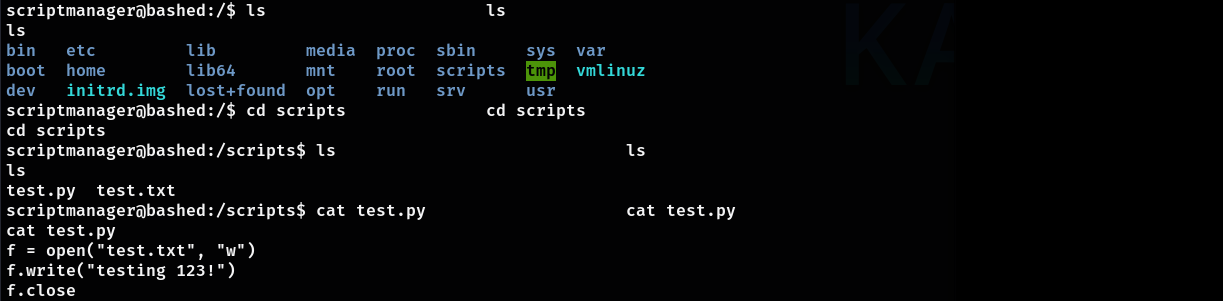 scriptmanager@bashed:/$ ls               ls
ls
bin   etc         lib         media  proc  sbin     sys  var
boot  home        lib64       mnt    root  scripts  tmp  vmlinuz
dev   initrd.img  lost+found  opt    run   srv      usr
scriptmanager@bashed:/$ cd scripts              cd scripts
cd scripts
scriptmanager@bashed:/scripts$ ls                             ls
ls
test.py  test.txt
scriptmanager@bashed:/scripts$ cat test.py                    cat test.py
cat test.py
f = open("test.txt", "w")
f.write("testing 123!")
f.close
KA